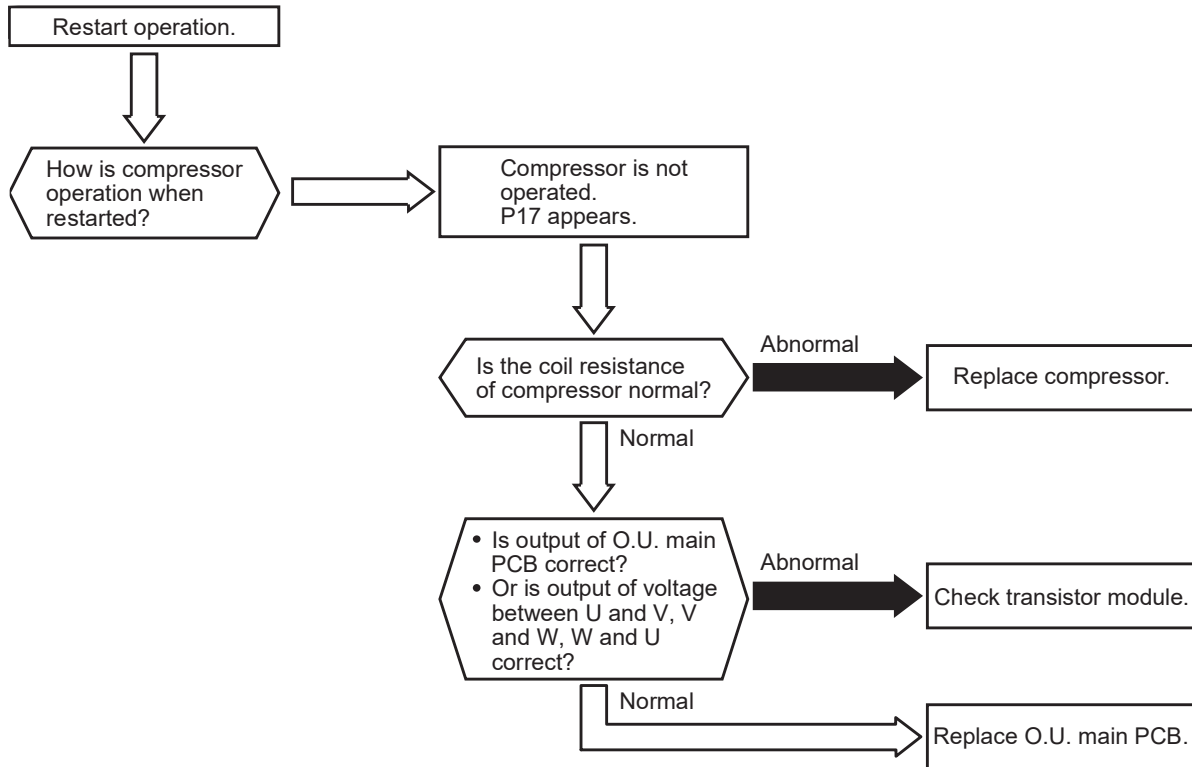 Restart operation.
How is compressor
operation when
restarted?
Compressor is not
operated.
P17 appears.
Is the coil resistance
of compressor normal?
Abnormal
Replace compressor.
Normal
• Is output of O.U. main
PCB correct?
• Or is output of voltage
between U and V, V
and W, W and U
correct?
Abnormal
Check transistor module.
Normal
Replace O.U. main PCB.